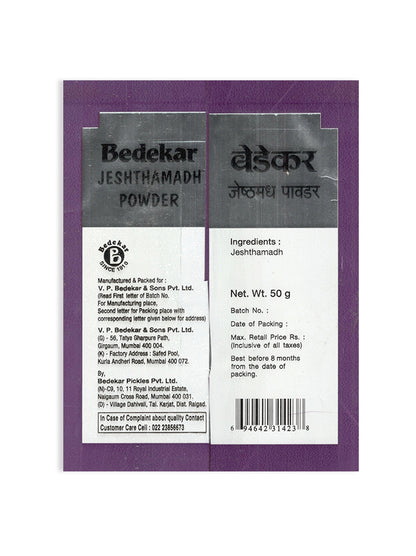 Bedekar
JESHTHAMADH
POWDER
Bedekar
B
SINCE 1910
Manufactured & Packed for :
V. P. Bedekar & Sons Pvt. Ltd.
(Read First letter of Batch No.
For Manufacturing place,
Second letter for Packing place with
corresponding letter given below for address)
V. P. Bedekar & Sons Pvt. Ltd.
(G) - 56, Tatya Gharpure Path,
Girgaum, Mumbai 400 004.
(K) - Factory Address : Safed Pool,
Kurla Andheri Road. Mumbai 400 072.
By:
Bedekar Pickles Pvt. Ltd.
(N)-C9, 10, 11 Royal Industrial Estate,
Naigaum Cross Road, Mumbai 400 031.
(D) - Village Dahivali, Tal. Karjat, Dist. Raigad.
In Case of Complaint about quality Contact
Customer Care Cell : 022 23856673
बेडेकर
जेष्ठमध पावडर
Ingredients :
Jeshthamadh
Net. Wt. 50 g
Batch No. :
Date of Packing :
Max. Retail Price Rs. :
(Inclusive of all taxes)
Best before 8 months
from the date of
packing.
6 94642 31423 8